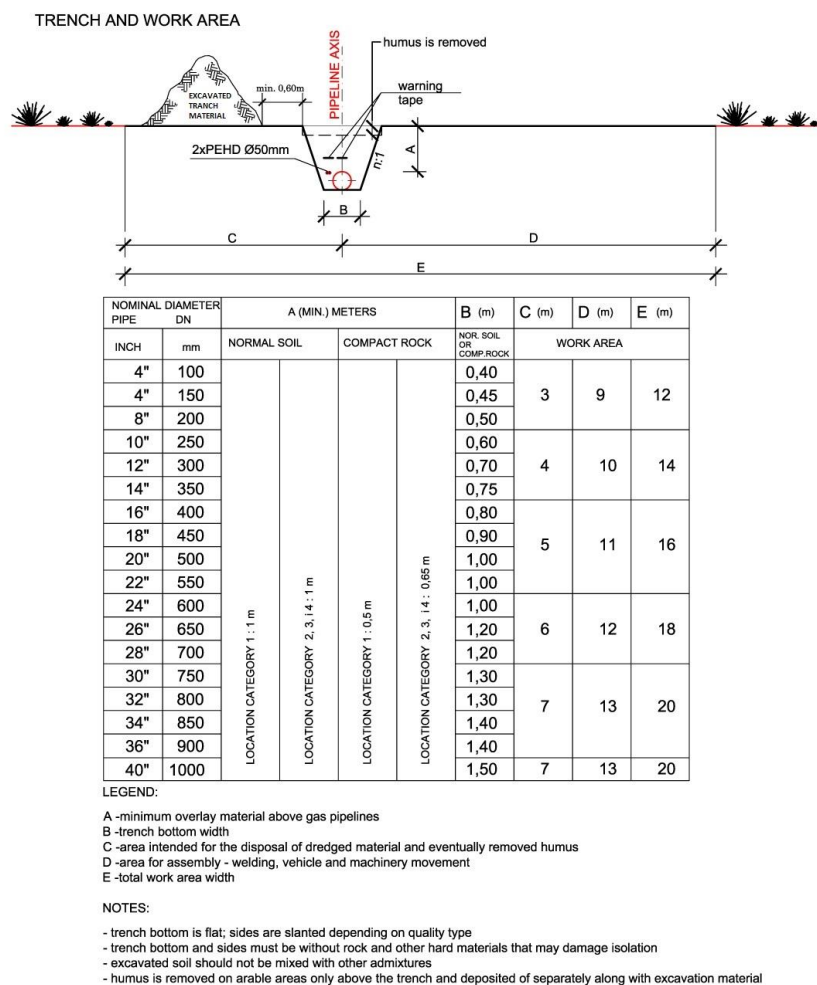 TRENCH AND WORK AREA
PIPELINE AXIS
humus is removed
min. 0,60m
warning
tape
EXCAVATED
TRANCH
MATERIAL
2xPEHD Ø50mm
n:1
A
B
C
D
E
NOMINAL DIAMETER
PIPE DN
A (MIN.) METERS
B (m)
C (m)
D (m)
E (m)
INCH
mm
NORMAL SOIL
COMPACT ROCK
NOR. SOIL
OR
COMP.ROCK
WORK AREA
LOCATION CATEGORY 1 : 1 m
LOCATION CATEGORY 2, 3, i 4 : 1 m
LOCATION CATEGORY 1 : 0,5 m
LOCATION CATEGORY 2, 3, i 4 : 0,65 m
4" 100 0,40
4" 150 0,45 3 9 12
8" 200 0,50
10" 250 0,60
12" 300 0,70 4 10 14
14" 350 0,75
16" 400 0,80
18" 450 0,90
5 11 16
20" 500 1,00
22" 550 1,00
24" 600 1,00
26" 650 1,20 6 12 18
28" 700 1,20
30" 750 1,30
32" 800 1,30
7 13 20
34" 850 1,40
36" 900 1,40
40" 1000 1,50 7 13 20
LEGEND:
A -minimum overlay material above gas pipelines
B -trench bottom width
C -area intended for the disposal of dredged material and eventually removed humus
D -area for assembly - welding, vehicle and machinery movement
E -total work area width
NOTES:
- trench bottom is flat; sides are slanted depending on quality type
- trench bottom and sides must be without rock and other hard materials that may damage isolation
- excavated soil should not be mixed with other admixtures
- humus is removed on arable areas only above the trench and deposited of separately along with excavation material